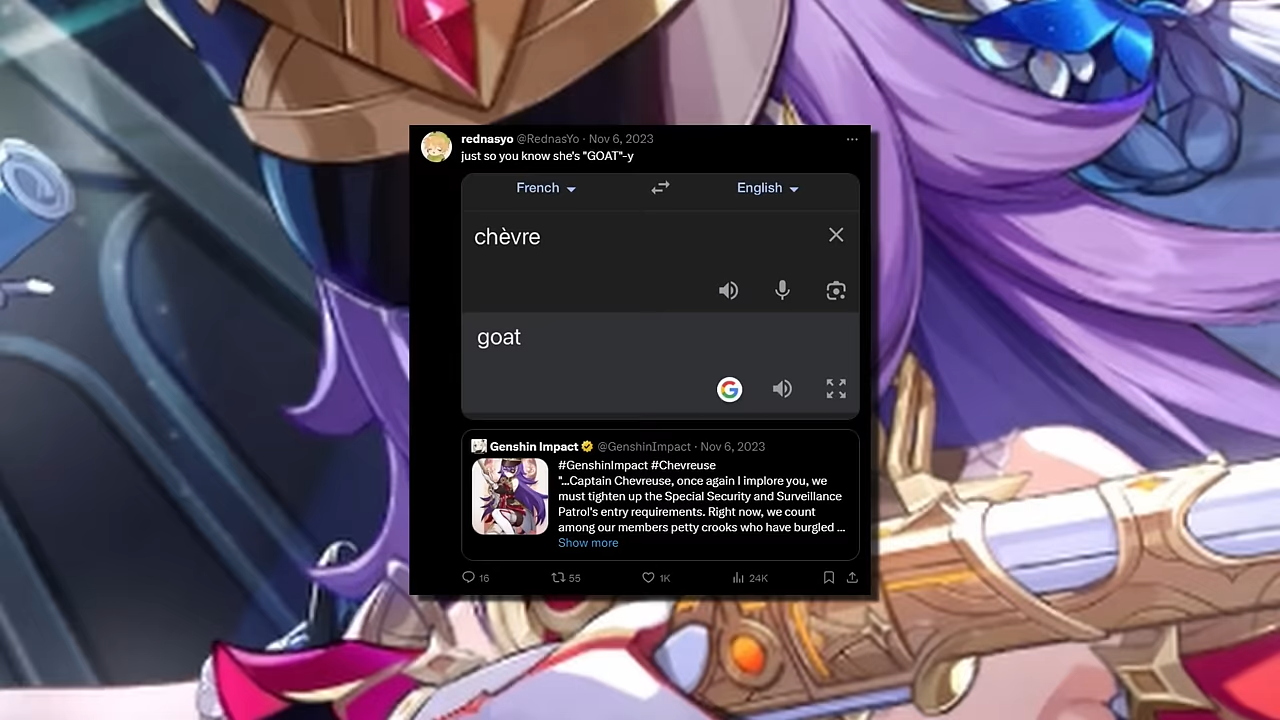 rednasyo @RednasYo · Nov 6, 2023
just so you know she's "GOAT"-y
French English
chèvre
goat
Genshin Impact @GenshinImpact · Nov 6, 2023
#GenshinImpact #Chevreuse
"...Captain Chevreuse, once again I implore you, we
must tighten up the Special Security and Surveillance
Patrol's entry requirements. Right now, we count
among our members petty crooks who have burgled ...
Show more
16 55 1K 24K